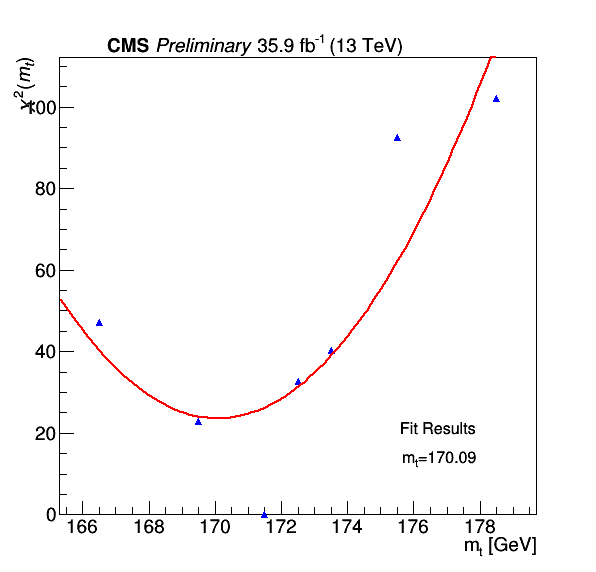 CMS Preliminary 35.9 fb⁻¹ (13 TeV)
χ²(mₜ)
100
80
60
40
20
0
Fit Results
mₜ=170.09
166 168 170 172 174 176 178
mₜ [GeV]